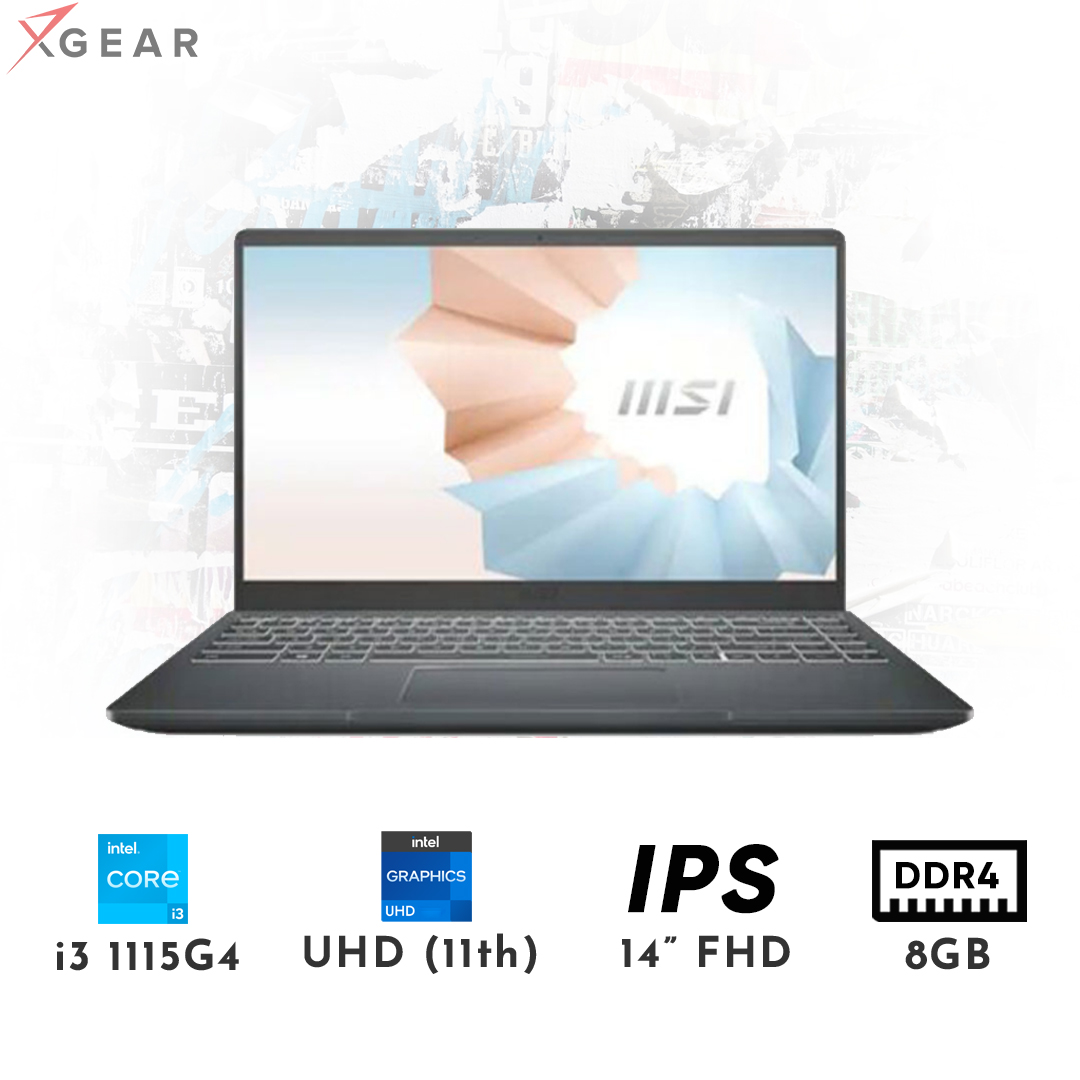 XGEAR
msi
intel.
CORE
i3
i3 1115G4
intel
GRAPHICS
UHD
UHD (11th)
IPS
14” FHD
DDR4
8GB